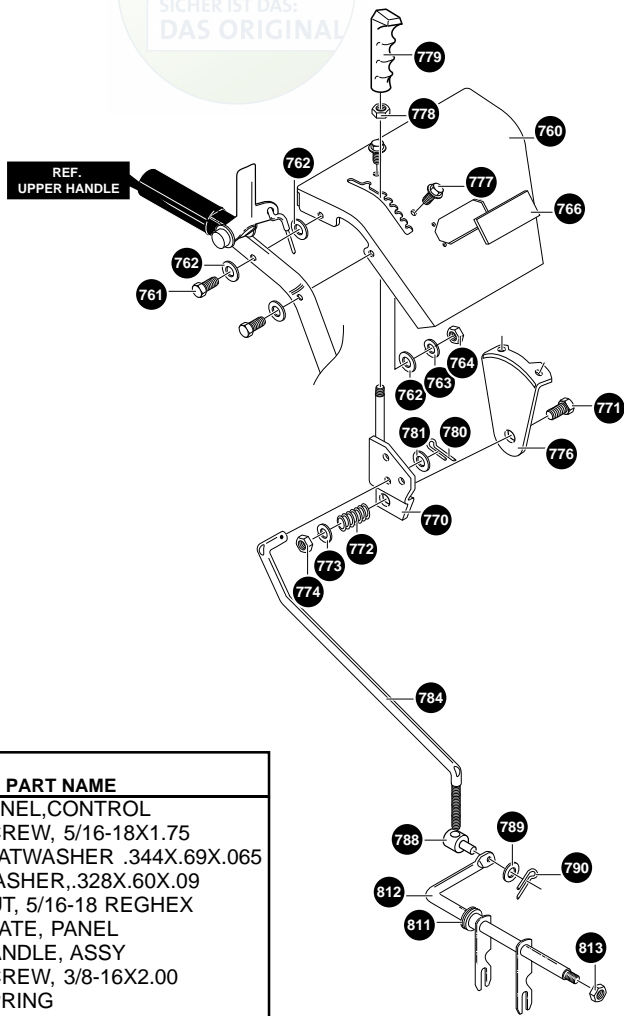 SICHER IST DAS:
DAS ORIGINAL
779
778
760
762
777
REF.
UPPER HANDLE
766
762
761
764
763
762
771
781
780
776
770
772
773
774
784
789
788
790
812
811
813
PART NAME
NEL,CONTROL
CREW, 5/16-18X1.75
ATWASHER .344X.69X.065
ASHER,.328X.60X.09
UT, 5/16-18 REGHEX
ATE, PANEL
ANDLE, ASSY
CREW, 3/8-16X2.00
PRING